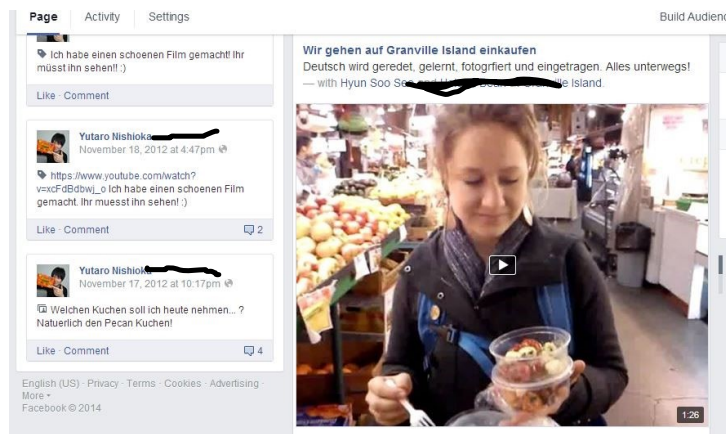 Page Activity Settings Build Audienc
Ich habe einen schoenen Film gemacht! Ihr
müsst ihn sehen!! :)
Like · Comment
Yutaro Nishioka
November 18, 2012 at 4:47pm
https://www.youtube.com/watch?
v=xcFdBdbwj_o Ich habe einen schoenen Film
gemacht. Ihr muesst ihn sehen! :)
Like · Comment 2
Yutaro Nishioka
November 17, 2012 at 10:17pm
Welchen Kuchen soll ich heute nehmen... ?
Natuerlich den Pecan Kuchen!
Like · Comment 4
English (US) · Privacy · Terms · Cookies · Advertising ·
More
Facebook © 2014
Wir gehen auf Granville Island einkaufen
Deutsch wird geredet, gelernt, fotogrfiert und eingetragen. Alles unterwegs!
— with Hyun Soo Island
1:26